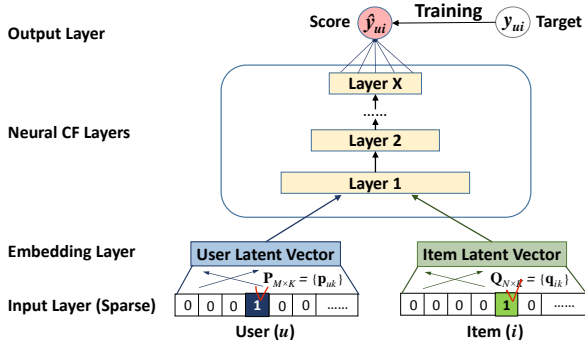 Output Layer
Score
ŷui
Training
yui
Target
Layer X
......
Neural CF Layers
Layer 2
Layer 1
Embedding Layer
User Latent Vector
Item Latent Vector
PM×K = {puk}
QN×K = {qik}
Input Layer (Sparse)
0 0 0 1 0 0 ......
0 0 0 0 1 0 ......
User (u)
Item (i)